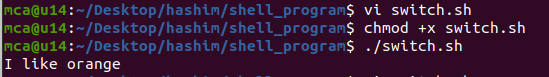 mca@u14:~/Desktop/hashim/shell_program$ vi switch.sh
mca@u14:~/Desktop/hashim/shell_program$ chmod +x switch.sh
mca@u14:~/Desktop/hashim/shell_program$ ./switch.sh
I like orange